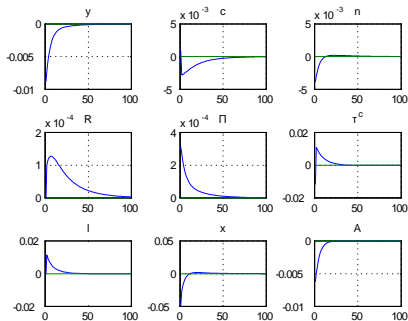 y c n
x 10⁻³ x 10⁻³
0 5 5
-0.005 0 0
-0.01 -5 -5
0 50 100 0 50 100 0 50 100
R Π τᶜ
x 10⁻⁴ x 10⁻⁴
2 4 0.02
1 2 0
0 0 -0.02
0 50 100 0 50 100 0 50 100
I x A
0.02 0.05 0
0 0 -0.005
-0.02 -0.05 -0.01
0 50 100 0 50 100 0 50 100